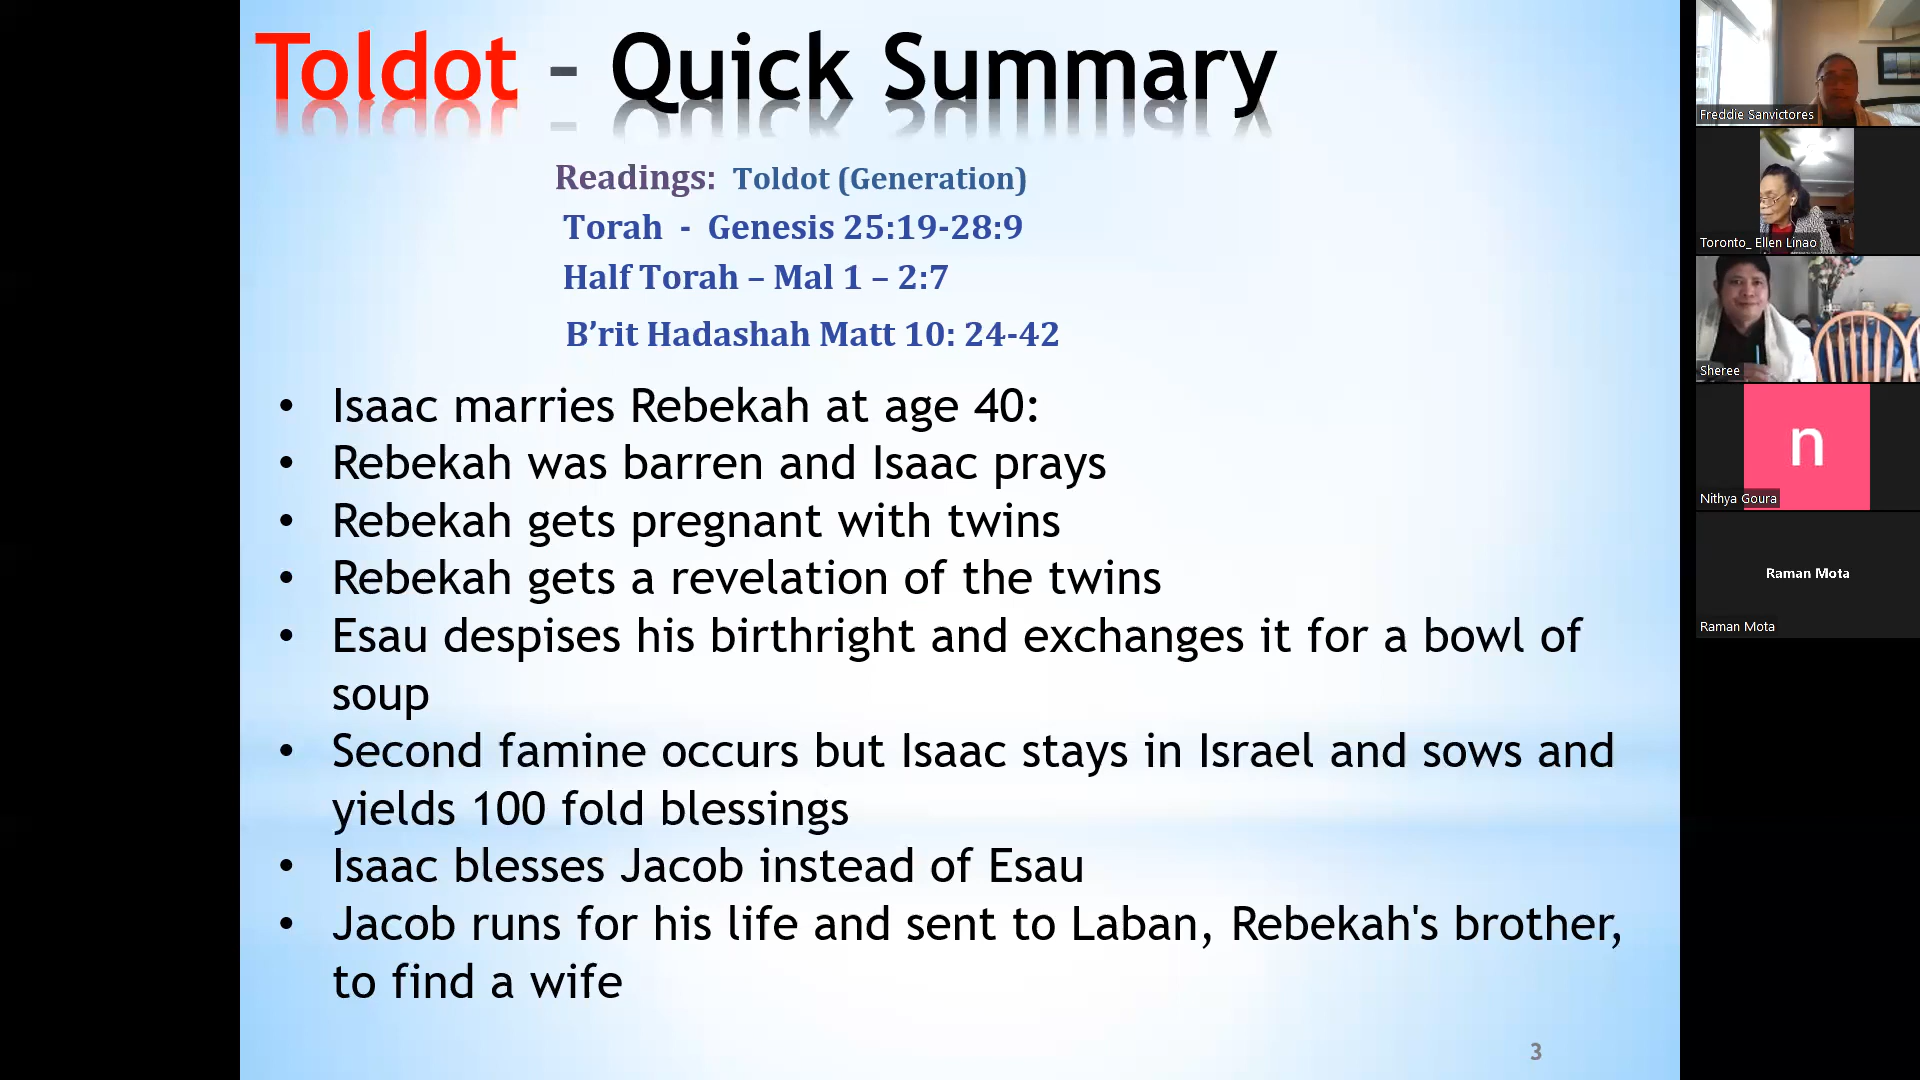 Toldot - Quick Summary
Readings: Toldot (Generation)
Torah - Genesis 25:19-28:9
Half Torah – Mal 1 – 2:7
B’rit Hadashah Matt 10: 24-42
• Isaac marries Rebekah at age 40:
• Rebekah was barren and Isaac prays
• Rebekah gets pregnant with twins
• Rebekah gets a revelation of the twins
• Esau despises his birthright and exchanges it for a bowl of
soup
• Second famine occurs but Isaac stays in Israel and sows and
yields 100 fold blessings
• Isaac blesses Jacob instead of Esau
• Jacob runs for his life and sent to Laban, Rebekah's brother,
to find a wife
3
Freddie Sanvictores
Toronto_ Ellen Linao
Sheree
n
Nithya Goura
Raman Mota
Raman Mota